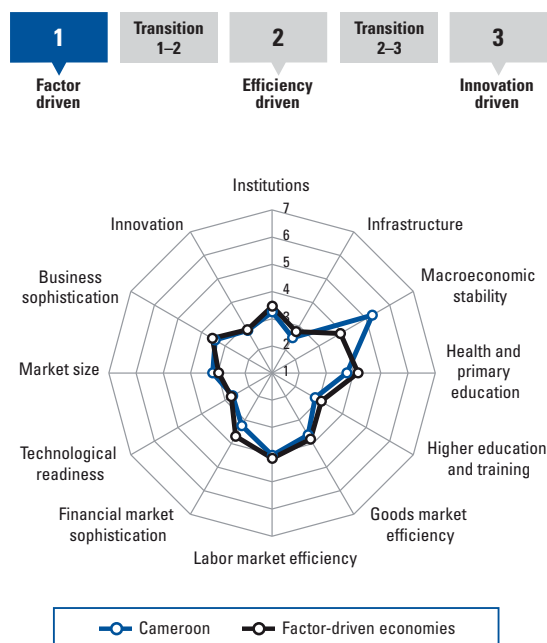 1
Transition
1–2
2
Transition
2–3
3
Factor
driven
Efficiency
driven
Innovation
driven
Institutions
7
Innovation
Infrastructure
6
5
Business
sophistication
Macroeconomic
stability
4
3
2
Market size
1
Health and
primary
education
Technological
readiness
Higher education
and training
Financial market
sophistication
Goods market
efficiency
Labor market efficiency
Cameroon
Factor-driven economies